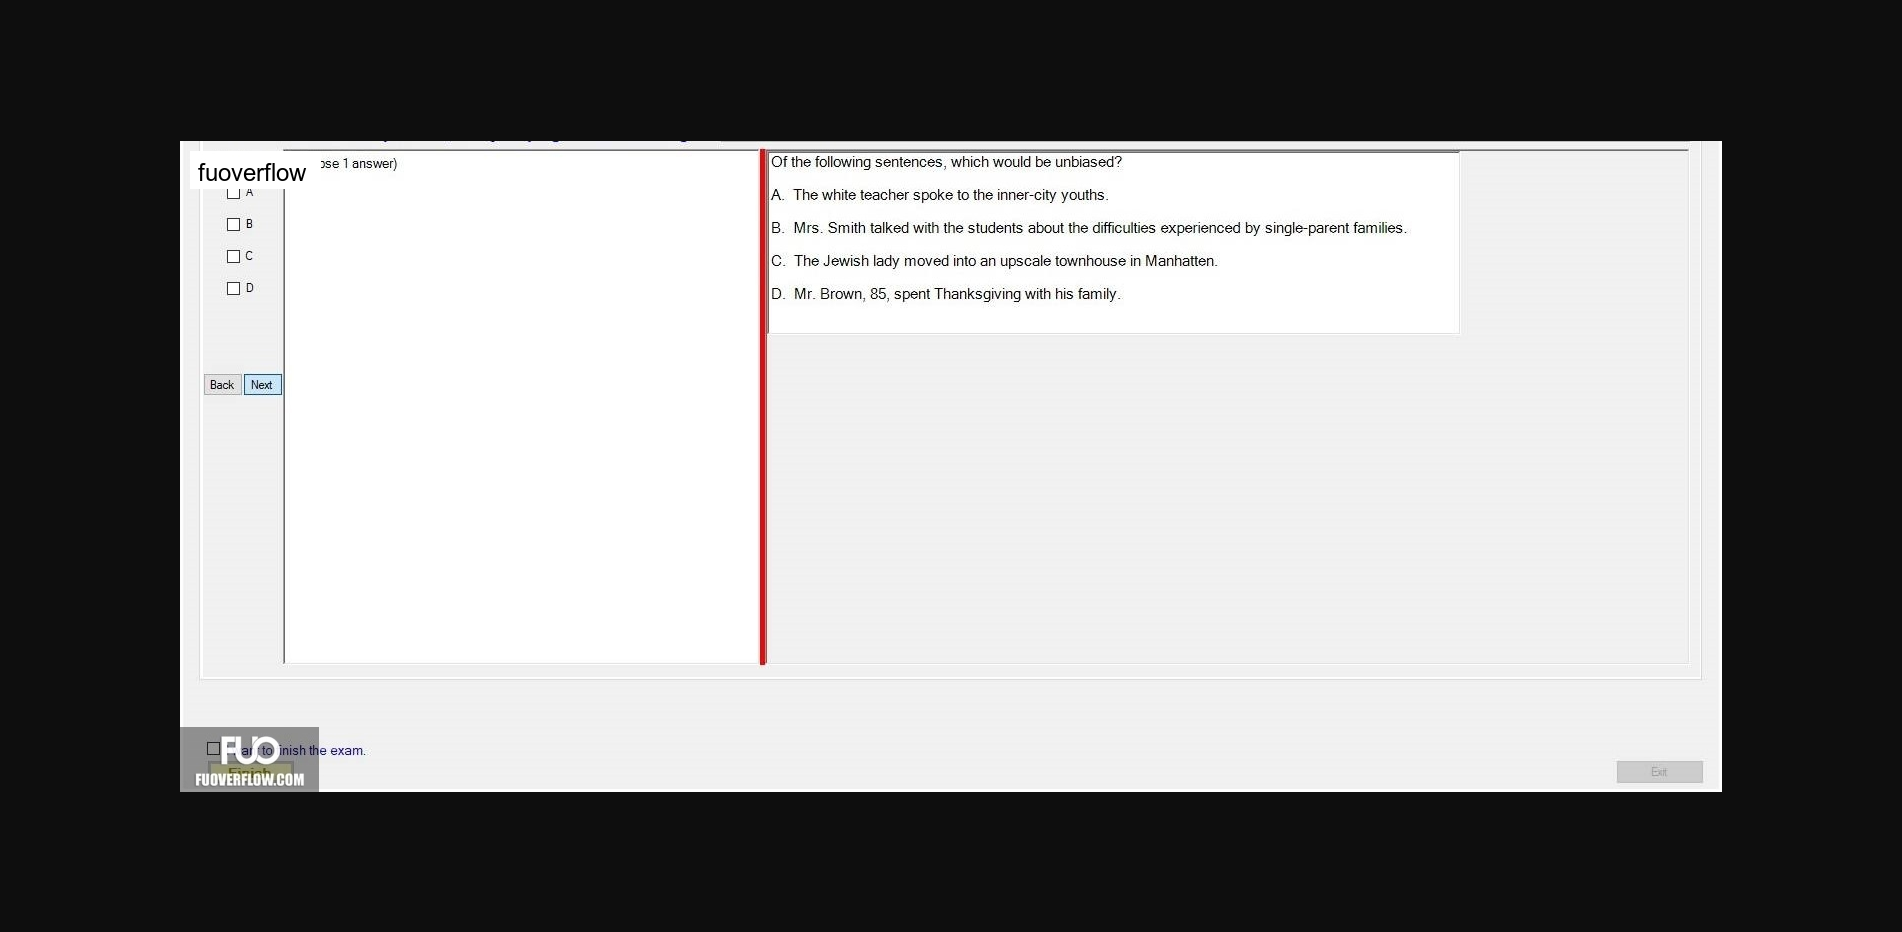 fuoverflow
ose 1 answer)
A
B
C
D
Back Next
Of the following sentences, which would be unbiased?
A. The white teacher spoke to the inner-city youths.
B. Mrs. Smith talked with the students about the difficulties experienced by single-parent families.
C. The Jewish lady moved into an upscale townhouse in Manhatten.
D. Mr. Brown, 85, spent Thanksgiving with his family.
FUO
to finish the exam.
Finish
FUOVERFLOW.COM
Exit